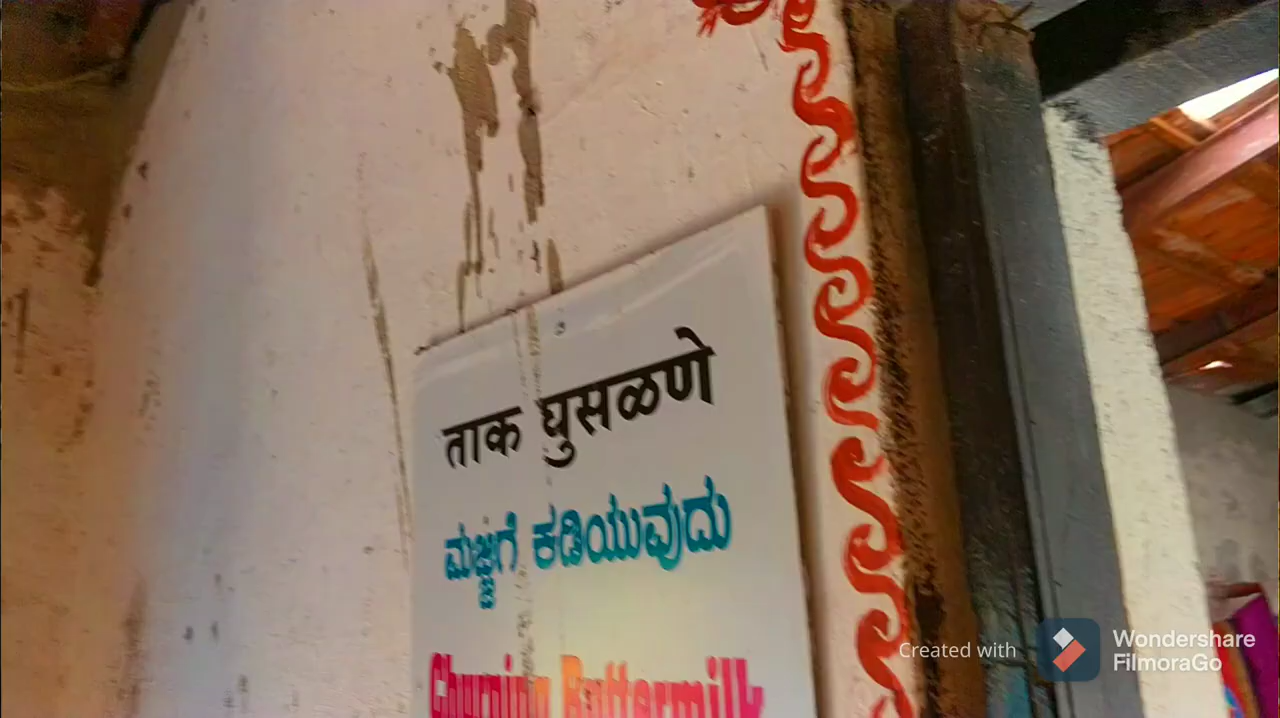 ताक घुसळणे
ಮಜ್ಜಿಗೆ ಕಡಿಯುವುದು
Churning Buttermilk
Created with
Wondershare
FilmoraGo